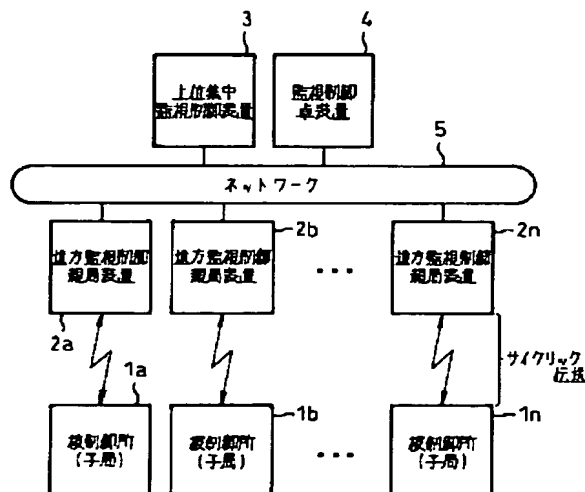 3
4
上位集中
監視制御装置
監視制御
卓装置
5
ネットワーク
2b
2n
遠方監視制御
親局装置
遠方監視制御
親局装置
...
遠方監視制御
親局装置
2a
サイクリック
伝送
1a
1b
1n
被制御所
(子局)
被制御所
(子局)
...
被制御所
(子局)